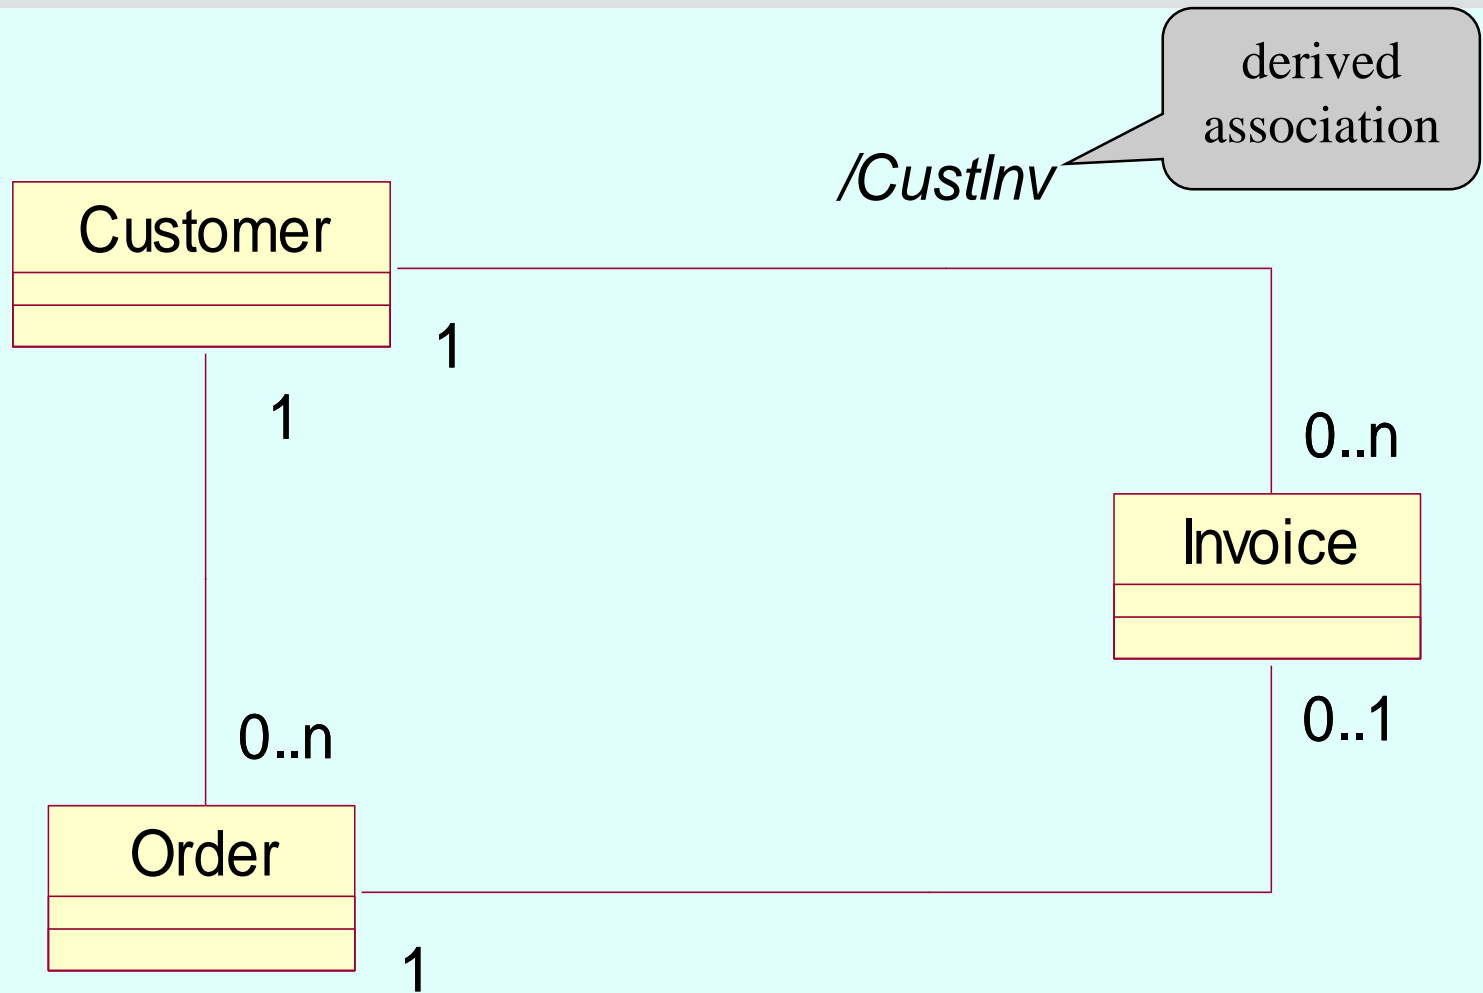 derived
association
/CustInv
Customer
1
1
0..n
Invoice
0..1
0..n
Order
1